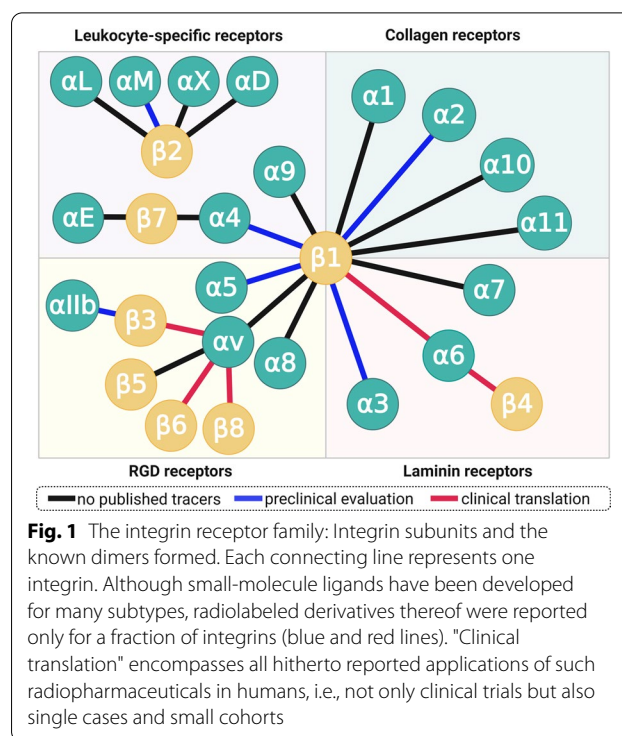 Leukocyte-specific receptors
Collagen receptors
αL αM αX αD
β2
α1
α2
α9
α10
αE β7 α4
α11
β1
α5
α7
αIIb β3
αv
α8
α6
β5
α3
β4
β6 β8
RGD receptors
Laminin receptors
no published tracers preclinical evaluation clinical translation
Fig. 1 The integrin receptor family: Integrin subunits and the
known dimers formed. Each connecting line represents one
integrin. Although small-molecule ligands have been developed
for many subtypes, radiolabeled derivatives thereof were reported
only for a fraction of integrins (blue and red lines). "Clinical
translation" encompasses all hitherto reported applications of such
radiopharmaceuticals in humans, i.e., not only clinical trials but also
single cases and small cohorts